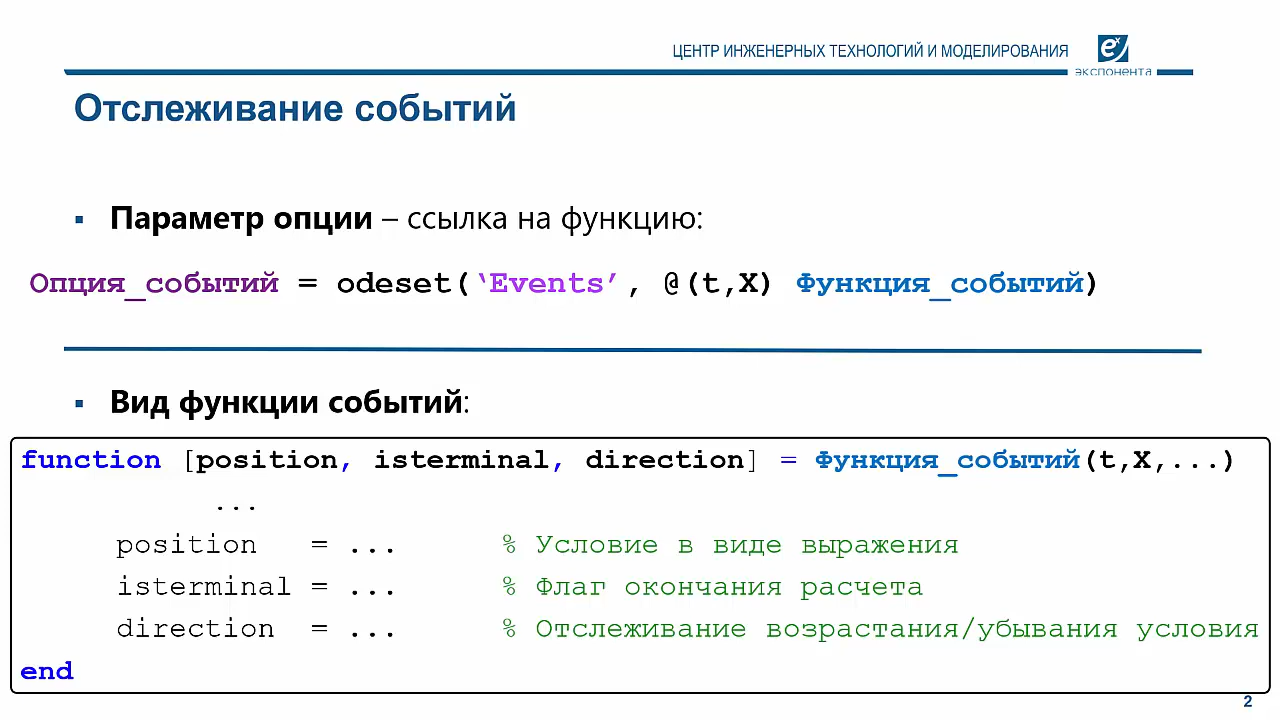 ЦЕНТР ИНЖЕНЕРНЫХ ТЕХНОЛОГИЙ И МОДЕЛИРОВАНИЯ
ex
экспонента
Отслеживание событий
▪ Параметр опции – ссылка на функцию:
Опция_событий = odeset(‘Events’, @(t,X) Функция_событий)
▪ Вид функции событий:
function [position, isterminal, direction] = Функция_событий(t,X,...)
...
position = ... % Условие в виде выражения
isterminal = ... % Флаг окончания расчета
direction = ... % Отслеживание возрастания/убывания условия
end
2